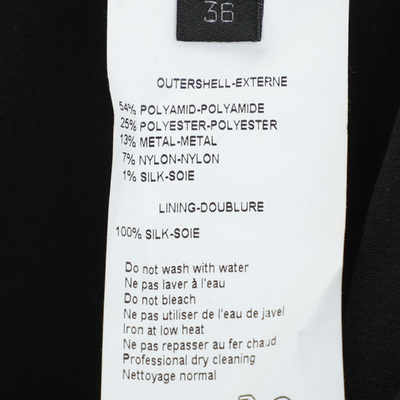 36
OUTERSHELL-EXTERNE
54% POLYAMID-POLYAMIDE
25% POLYESTER-POLYESTER
13% METAL-METAL
7% NYLON-NYLON
1% SILK-SOIE
LINING-DOUBLURE
100% SILK-SOIE
Do not wash with water
Ne pas laver à l'eau
Do not bleach
Ne pas utiliser de l'eau de javel
Iron at low heat
Ne pas repasser au fer chaud
Professional dry cleaning
Nettoyage normal